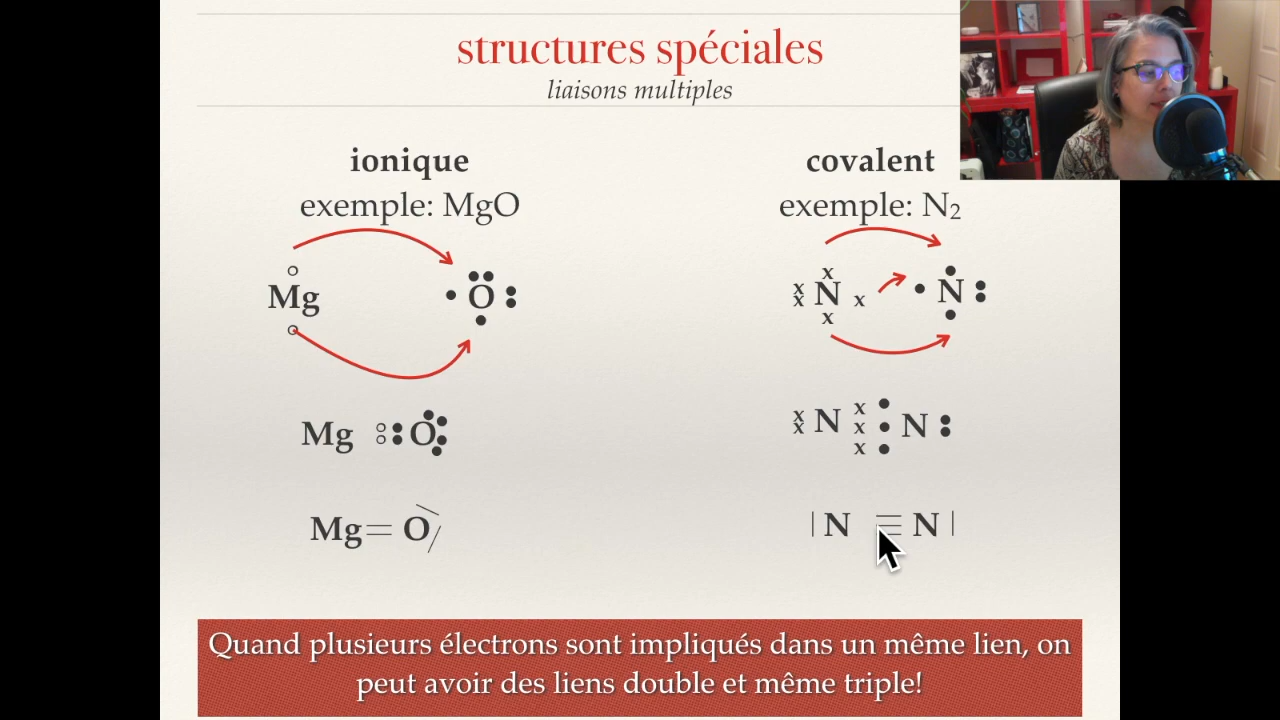 structures spéciales
liaisons multiples
ionique
exemple: MgO
Mg O
Mg O
Mg= O
covalent
exemple: N₂
x
x x N x N
x
x x N x x x N
|N ≡ N|
Quand plusieurs électrons sont impliqués dans un même lien, on
peut avoir des liens double et même triple!